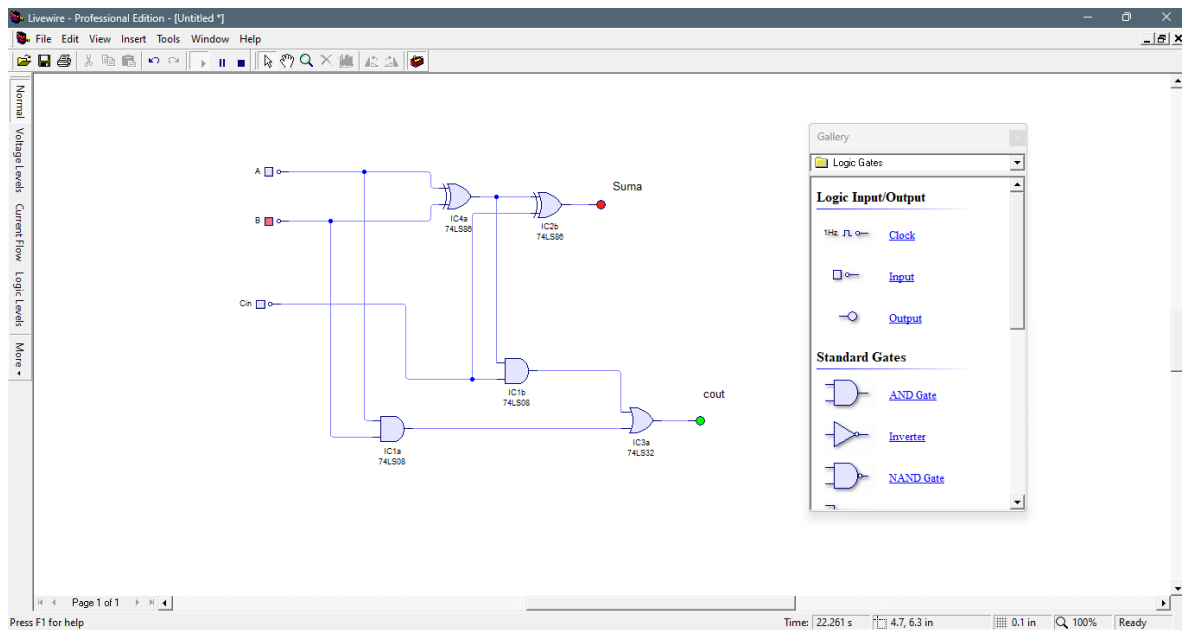 Livewire - Professional Edition - [Untitled *]
File Edit View Insert Tools Window Help
Normal
Voltage Levels
Current Flow
Logic Levels
More
A
B
Cin
IC4a
74LS86
IC2b
74LS86
Suma
IC1b
74LS08
IC1a
74LS08
IC3a
74LS32
cout
Gallery
Logic Gates
Logic Input/Output
1Hz
Clock
Input
Output
Standard Gates
AND Gate
Inverter
NAND Gate
Page 1 of 1
Press F1 for help
Time: 22.261 s
4.7, 6.3 in
0.1 in
100%
Ready